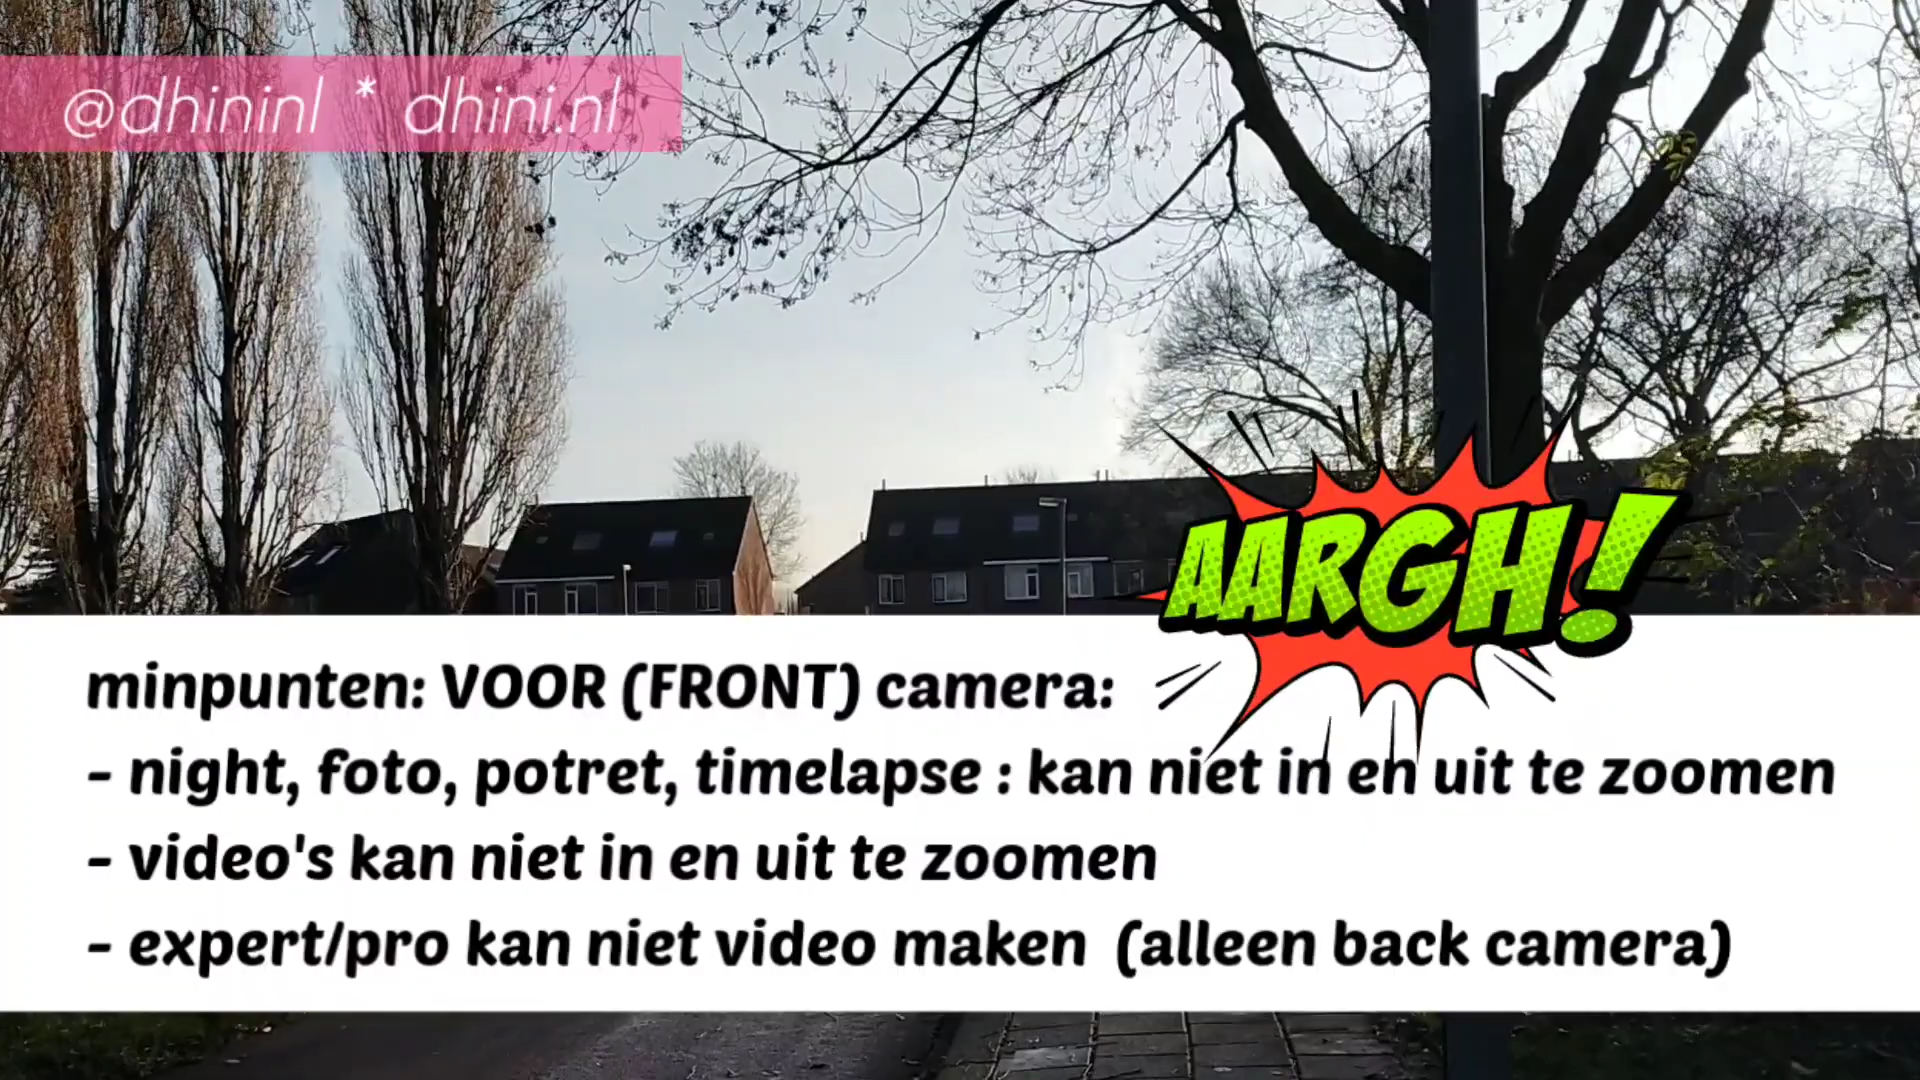 @dhininl * dhini.nl
AARGH!
minpunten: VOOR (FRONT) camera:
- night, foto, potret, timelapse : kan niet in en uit te zoomen
- video's kan niet in en uit te zoomen
- expert/pro kan niet video maken (alleen back camera)